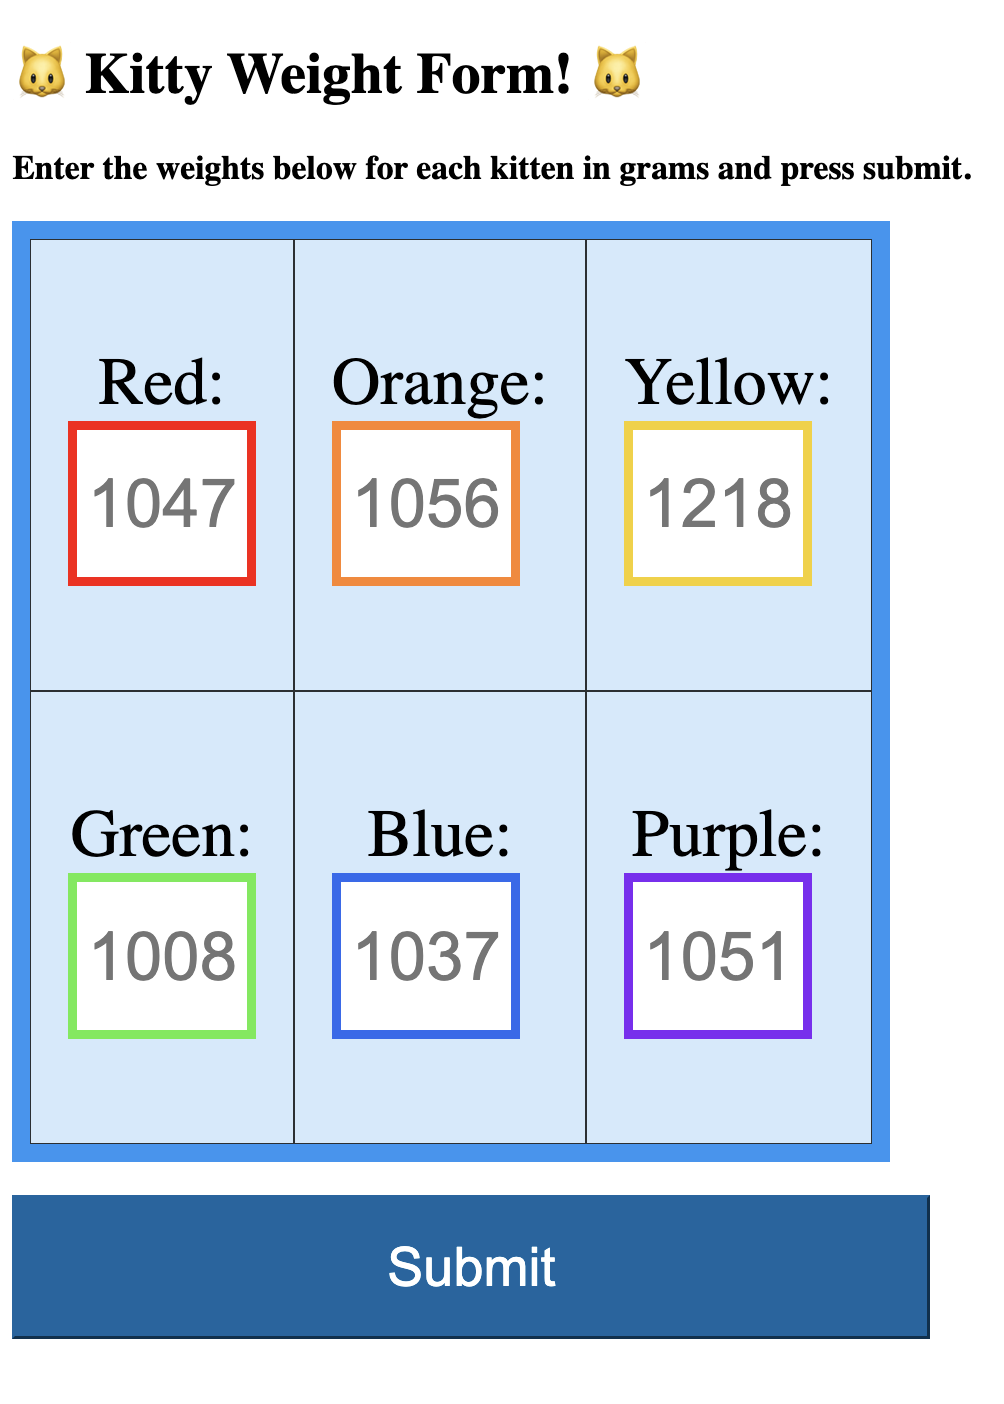 🐱 Kitty Weight Form! 🐱
Enter the weights below for each kitten in grams and press submit.
Red: Orange: Yellow:
1047 1056 1218
Green: Blue: Purple:
1008 1037 1051
Submit